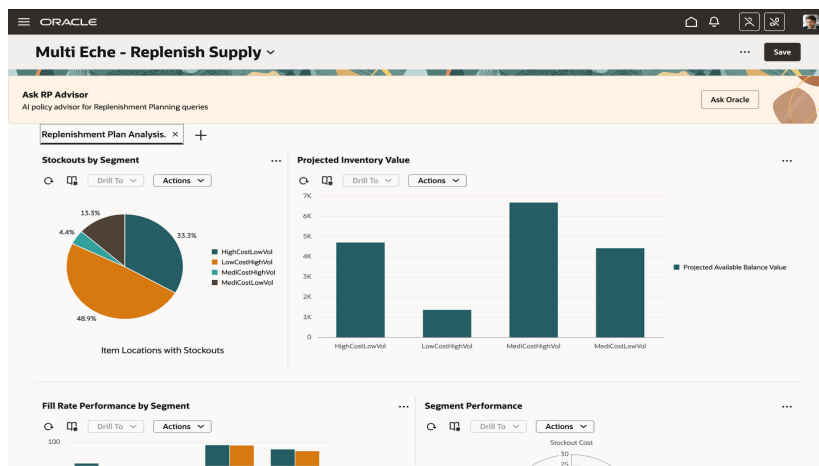 ORACLE
Multi Eche - Replenish Supply
Save
Ask RP Advisor
AI policy advisor for Replenishment Planning queries
Ask Oracle
Replenishment Plan Analysis. ×
Stockouts by Segment
Drill To
Actions
13.3%
4.4%
33.3%
48.9%
HighCostLowVol
LowCostHighVol
MediCostHighVol
MediCostLowVol
Item Locations with Stockouts
Projected Inventory Value
Drill To
Actions
7K
6K
5K
4K
3K
2K
1K
0
HighCostLowVol
LowCostHighVol
MediCostHighVol
MediCostLowVol
Projected Available Balance Value
Fill Rate Performance by Segment
Drill To
Actions
100
Segment Performance
Drill To
Actions
Stockout Cost
30
25